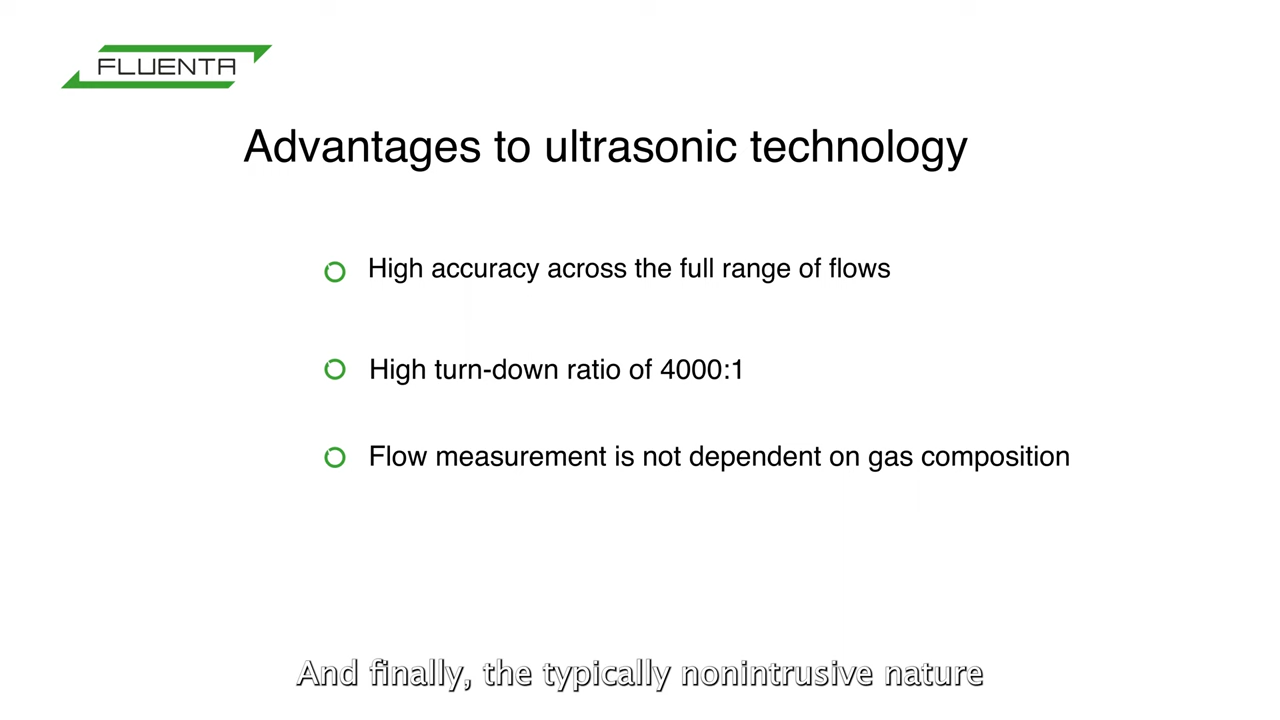 FLUENTA
Advantages to ultrasonic technology
High accuracy across the full range of flows
High turn-down ratio of 4000:1
Flow measurement is not dependent on gas composition
And finally, the typically nonintrusive nature